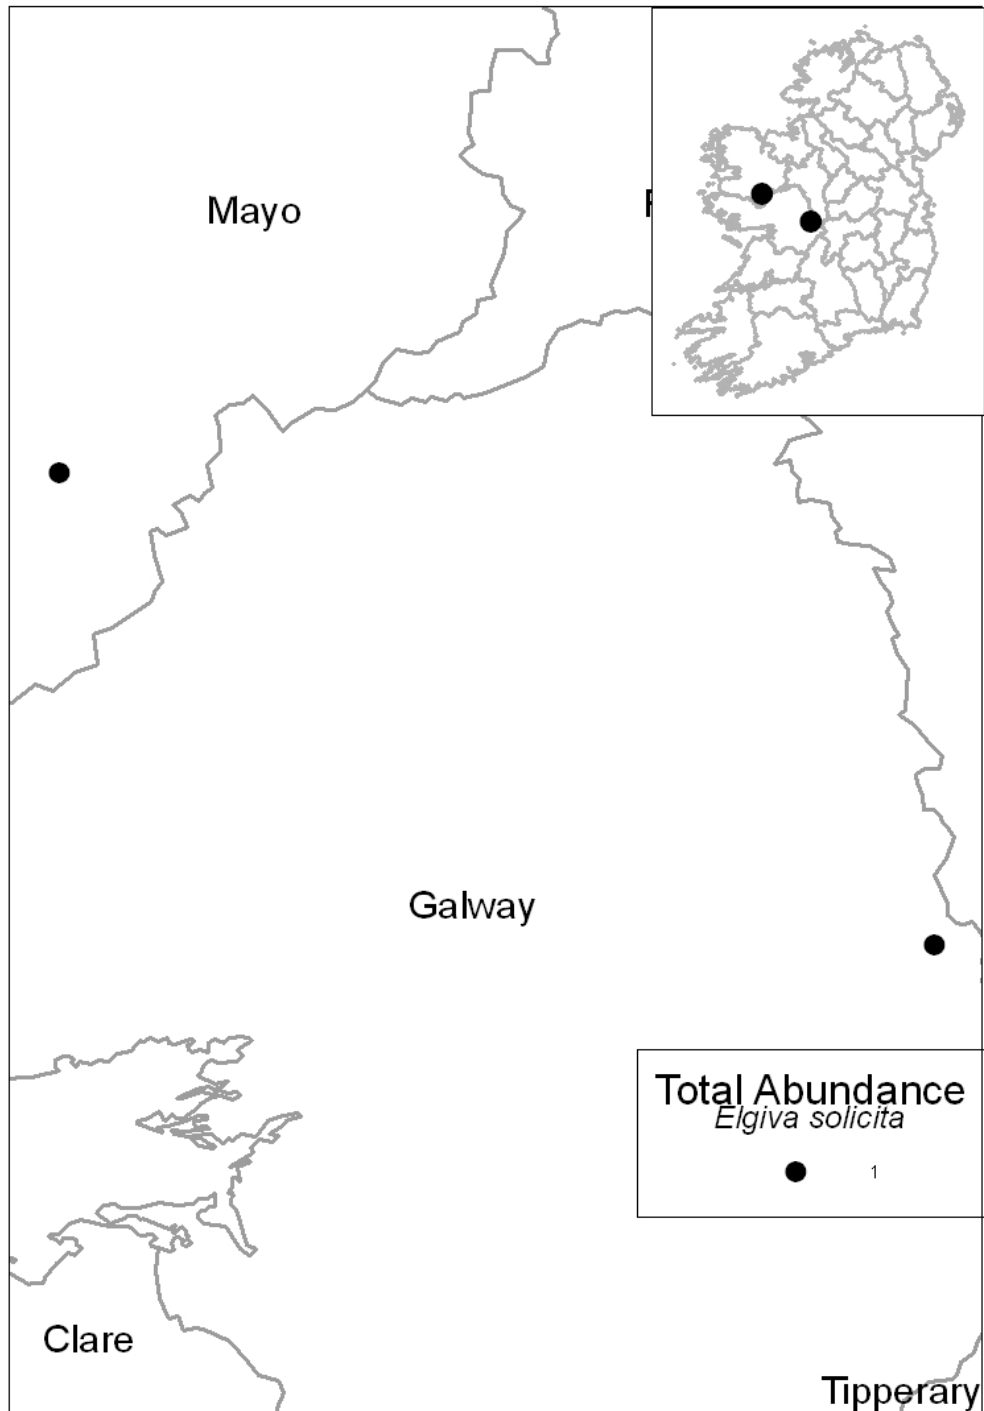 Mayo
Galway
Total Abundance
Elgiva solicita
1
Clare
Tipperary